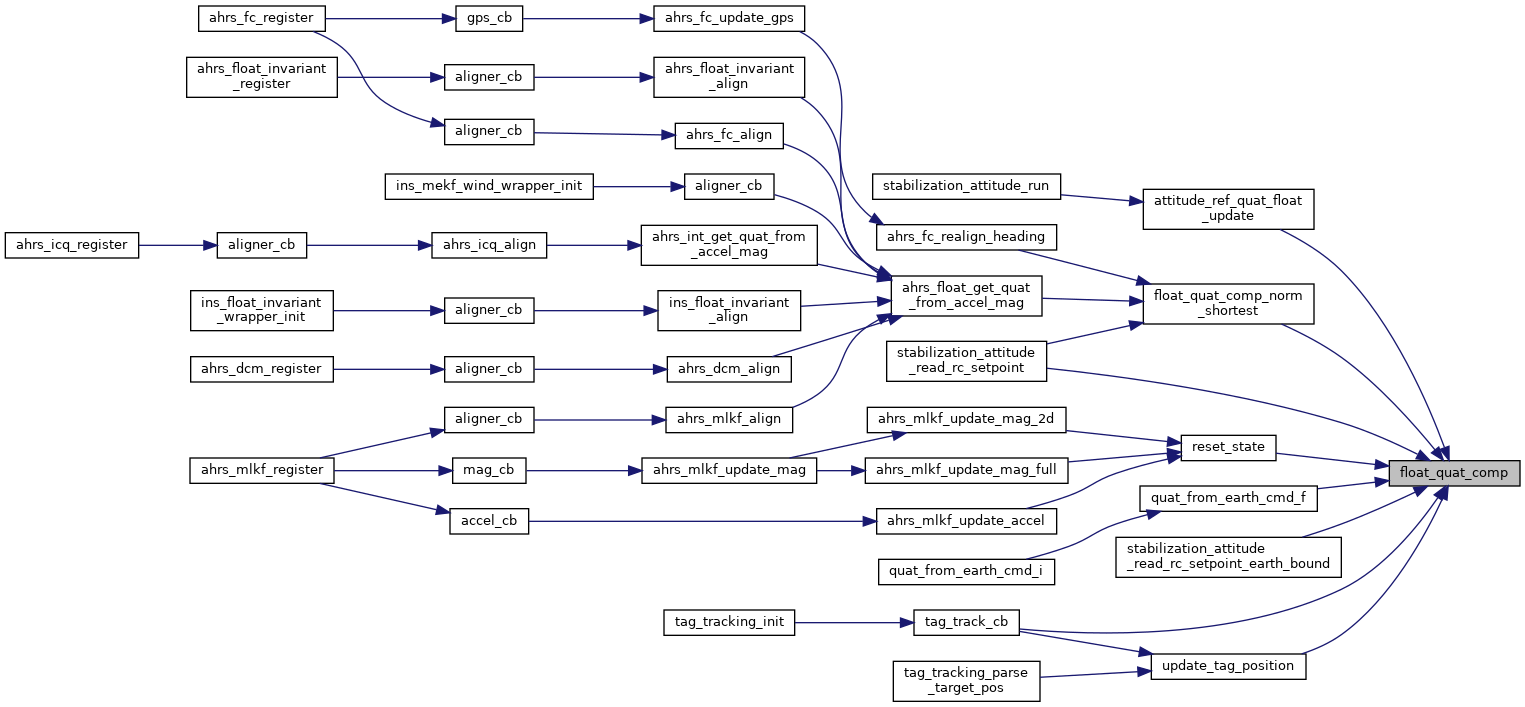 ahrs_fc_register
gps_cb
ahrs_fc_update_gps
ahrs_float_invariant
_register
aligner_cb
ahrs_float_invariant
_align
aligner_cb
ahrs_fc_align
ins_mekf_wind_wrapper_init
aligner_cb
stabilization_attitude_run
attitude_ref_quat_float
_update
ahrs_icq_register
aligner_cb
ahrs_icq_align
ahrs_int_get_quat_from
_accel_mag
ahrs_fc_realign_heading
ahrs_float_get_quat
_from_accel_mag
float_quat_comp_norm
_shortest
ins_float_invariant
_wrapper_init
aligner_cb
ins_float_invariant
_align
stabilization_attitude
_read_rc_setpoint
ahrs_dcm_register
aligner_cb
ahrs_dcm_align
aligner_cb
ahrs_mlkf_align
ahrs_mlkf_update_mag_2d
reset_state
ahrs_mlkf_register
mag_cb
ahrs_mlkf_update_mag
ahrs_mlkf_update_mag_full
float_quat_comp
quat_from_earth_cmd_f
accel_cb
ahrs_mlkf_update_accel
stabilization_attitude
_read_rc_setpoint_earth_bound
quat_from_earth_cmd_i
tag_tracking_init
tag_track_cb
update_tag_position
tag_tracking_parse
_target_pos